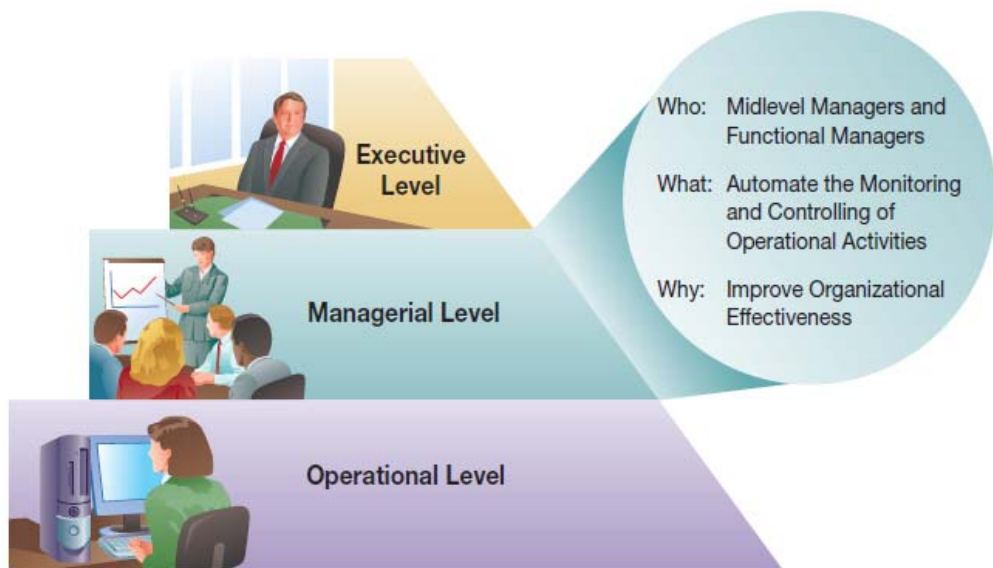 Executive
Level
Managerial Level
Operational Level
Who: Midlevel Managers and
Functional Managers
What: Automate the Monitoring
and Controlling of
Operational Activities
Why: Improve Organizational
Effectiveness